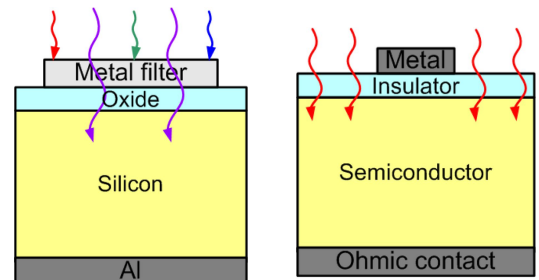 Metal filter
Oxide
Silicon
Al
Metal
Insulator
Semiconductor
Ohmic contact